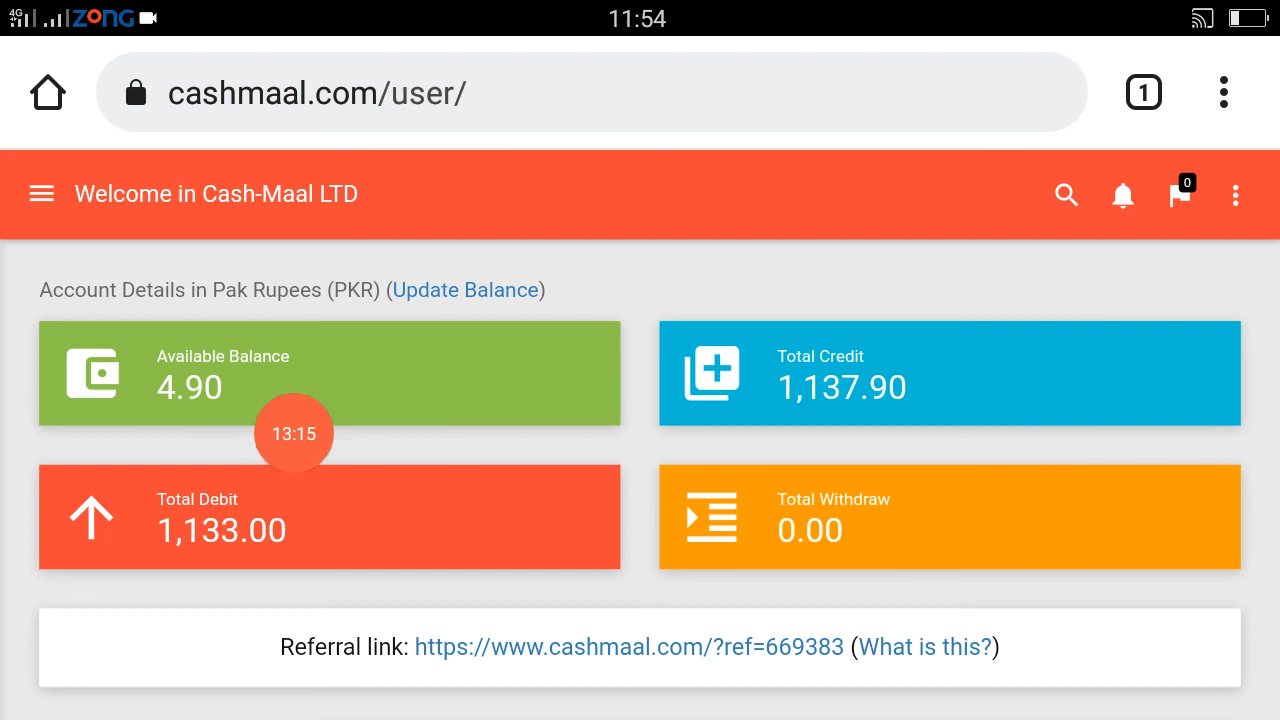 4G ZONG 11:54
cashmaal.com/user/ 1
Welcome in Cash-Maal LTD 0
Account Details in Pak Rupees (PKR) (Update Balance)
Available Balance
4.90
Total Credit
1,137.90
13:15
Total Debit
1,133.00
Total Withdraw
0.00
Referral link: https://www.cashmaal.com/?ref=669383 (What is this?)